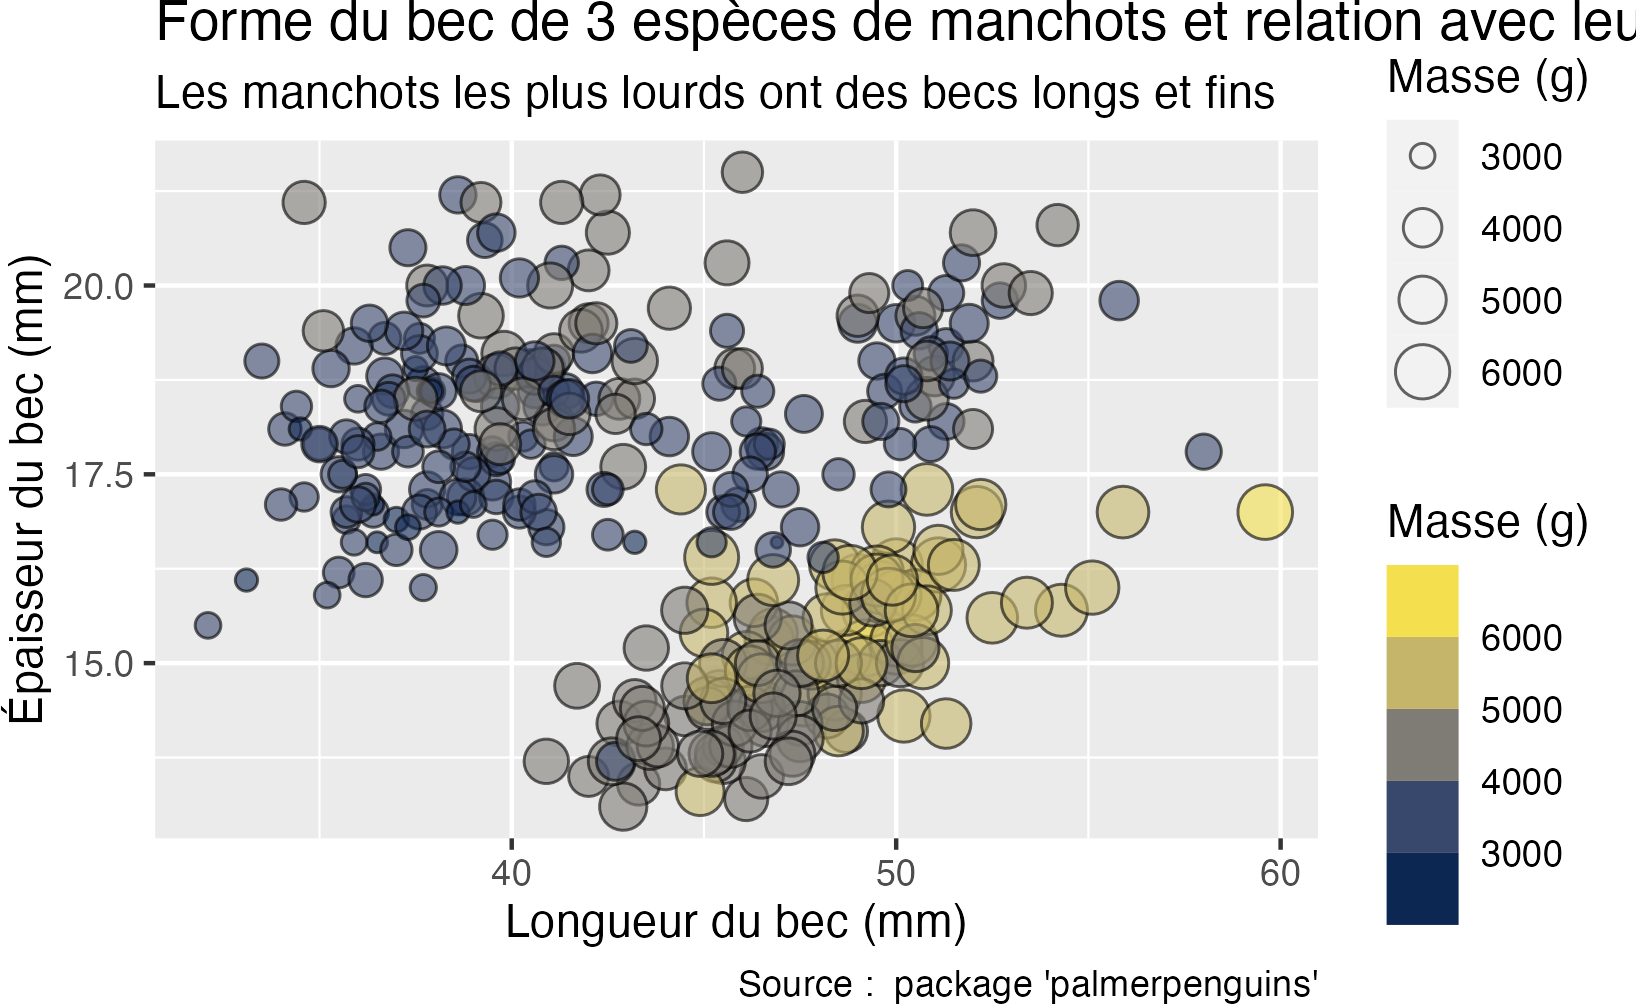 Forme du bec de 3 espèces de manchots et relation avec leu
Les manchots les plus lourds ont des becs longs et fins
Masse (g)
3000
4000
5000
6000
Masse (g)
6000
5000
4000
3000
Épaisseur du bec (mm)
20.0
17.5
15.0
40
50
60
Longueur du bec (mm)
Source : package 'palmerpenguins'